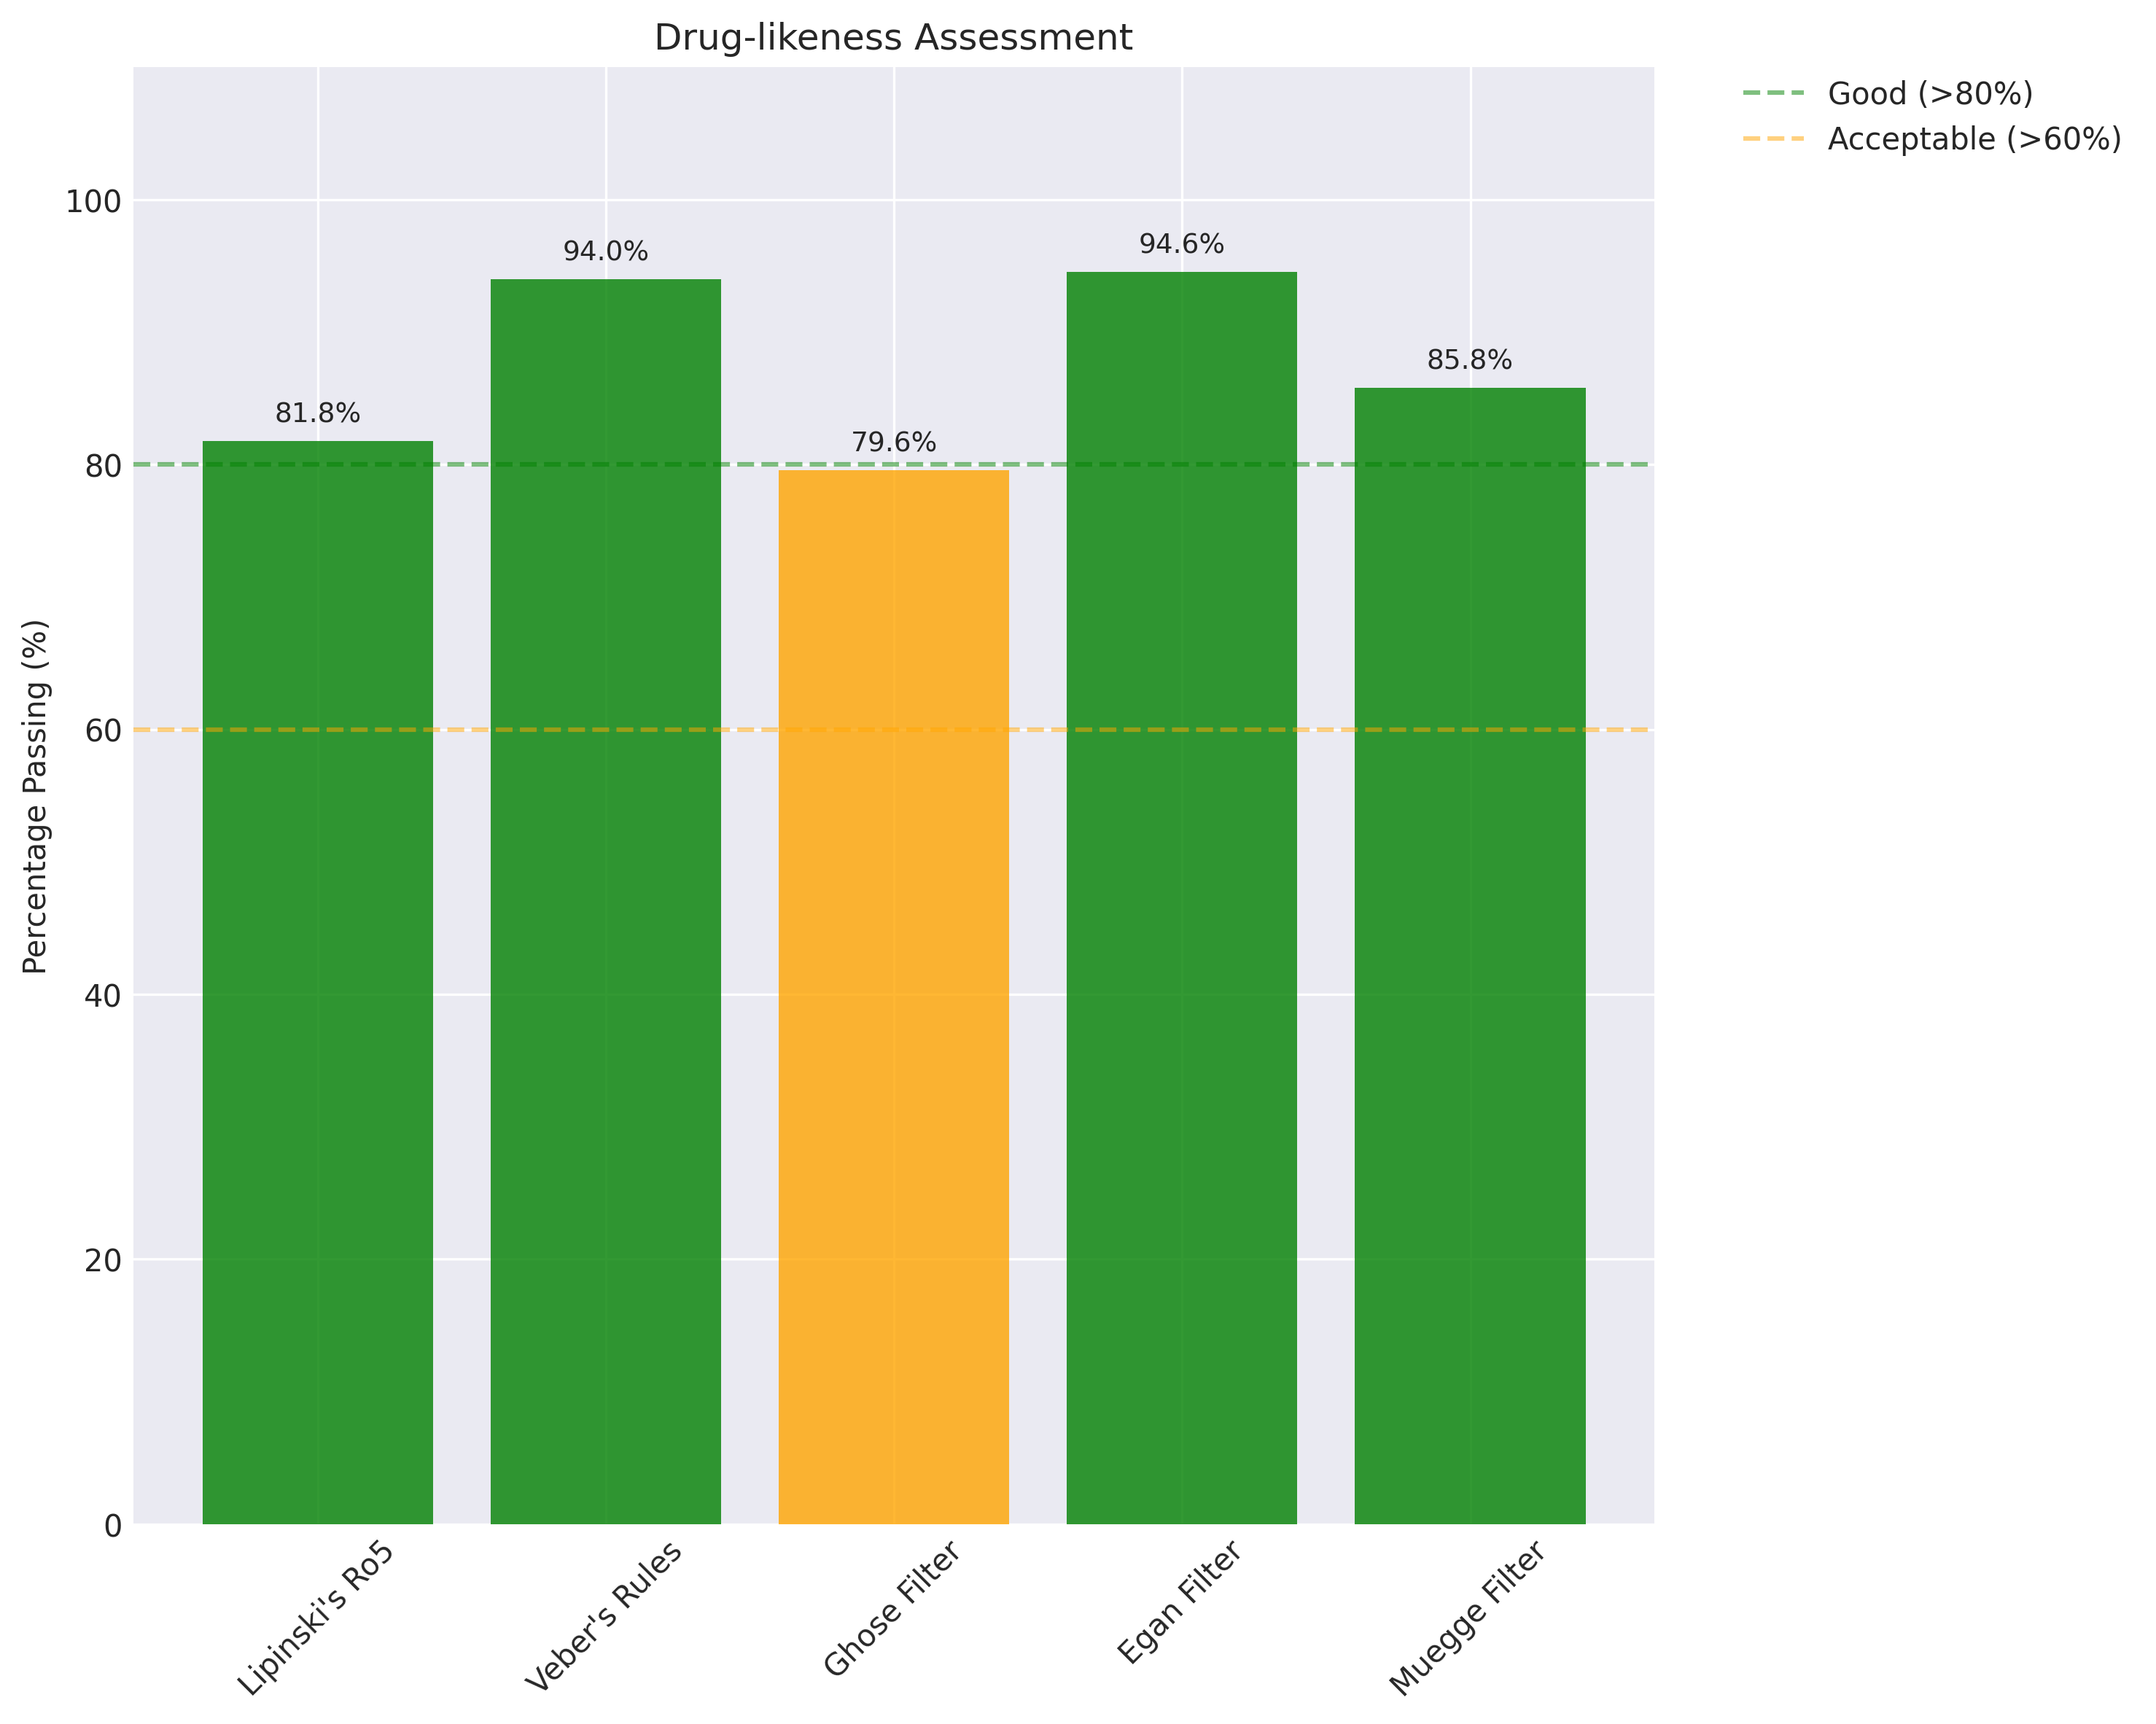 Drug-likeness Assessment
Good (>80%)
Acceptable (>60%)
Percentage Passing (%)
100
80
60
40
20
0
81.8%
94.0%
79.6%
94.6%
85.8%
Lipinski's Ro5
Veber's Rules
Ghose Filter
Egan Filter
Muegge Filter